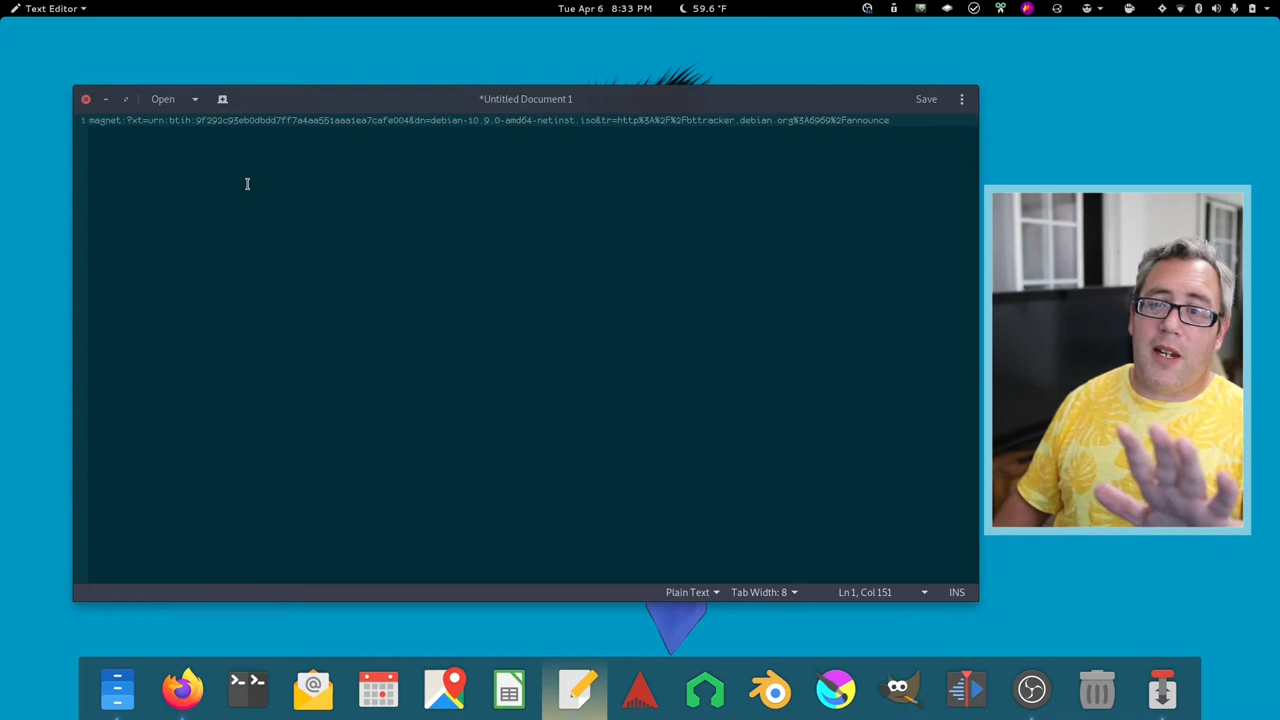 Text Editor
Tue Apr 6 8:33 PM
59.6 °F
Open
*Untitled Document 1
Save
1 magnet:?xt=urn:btih:9f292c93eb0dbdd7ff7a4aa551aaa1ea7cafe004&dn=debian-10.9.0-amd64-netinst.iso&tr=http%3A%2F%2Fbttracker.debian.org%3A6969%2Fannounce
Plain Text
Tab Width: 8
Ln 1, Col 151
INS